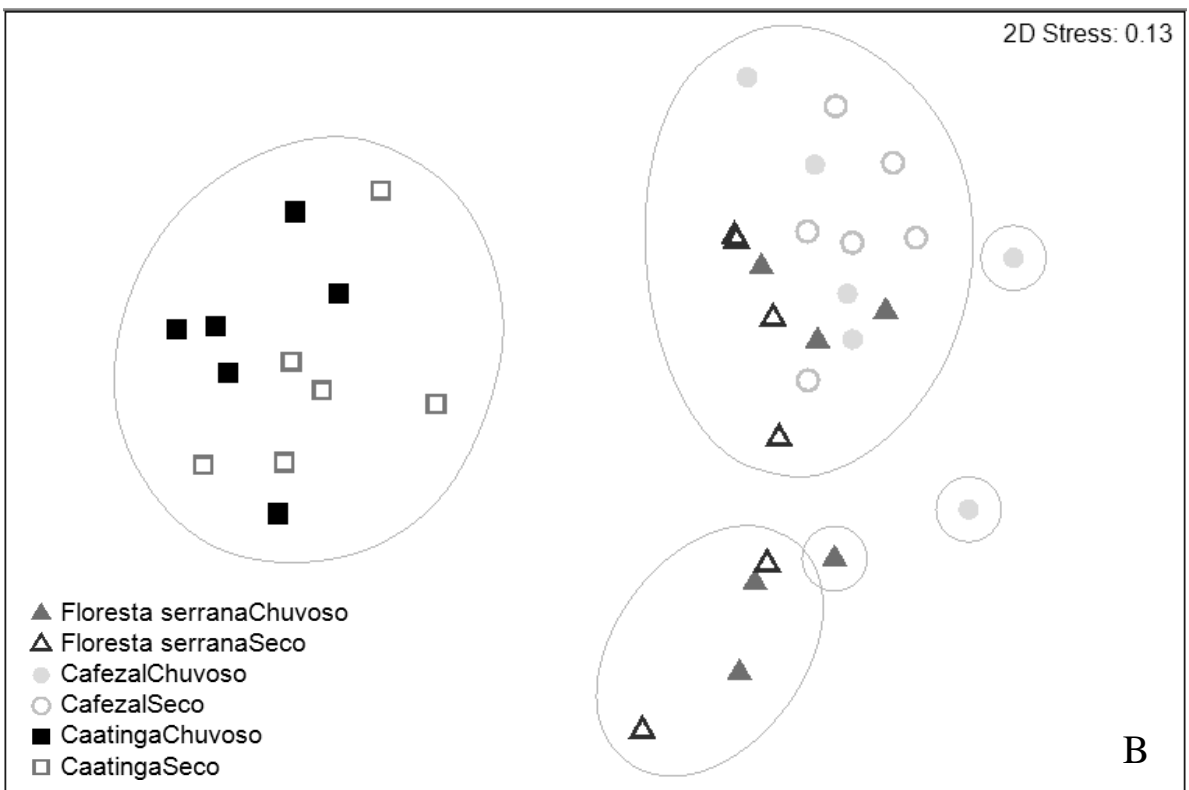 2D Stress: 0.13
Floresta serranaChuvoso
Floresta serranaSeco
CafezalChuvoso
CafezalSeco
CaatingaChuvoso
CaatingaSeco
B